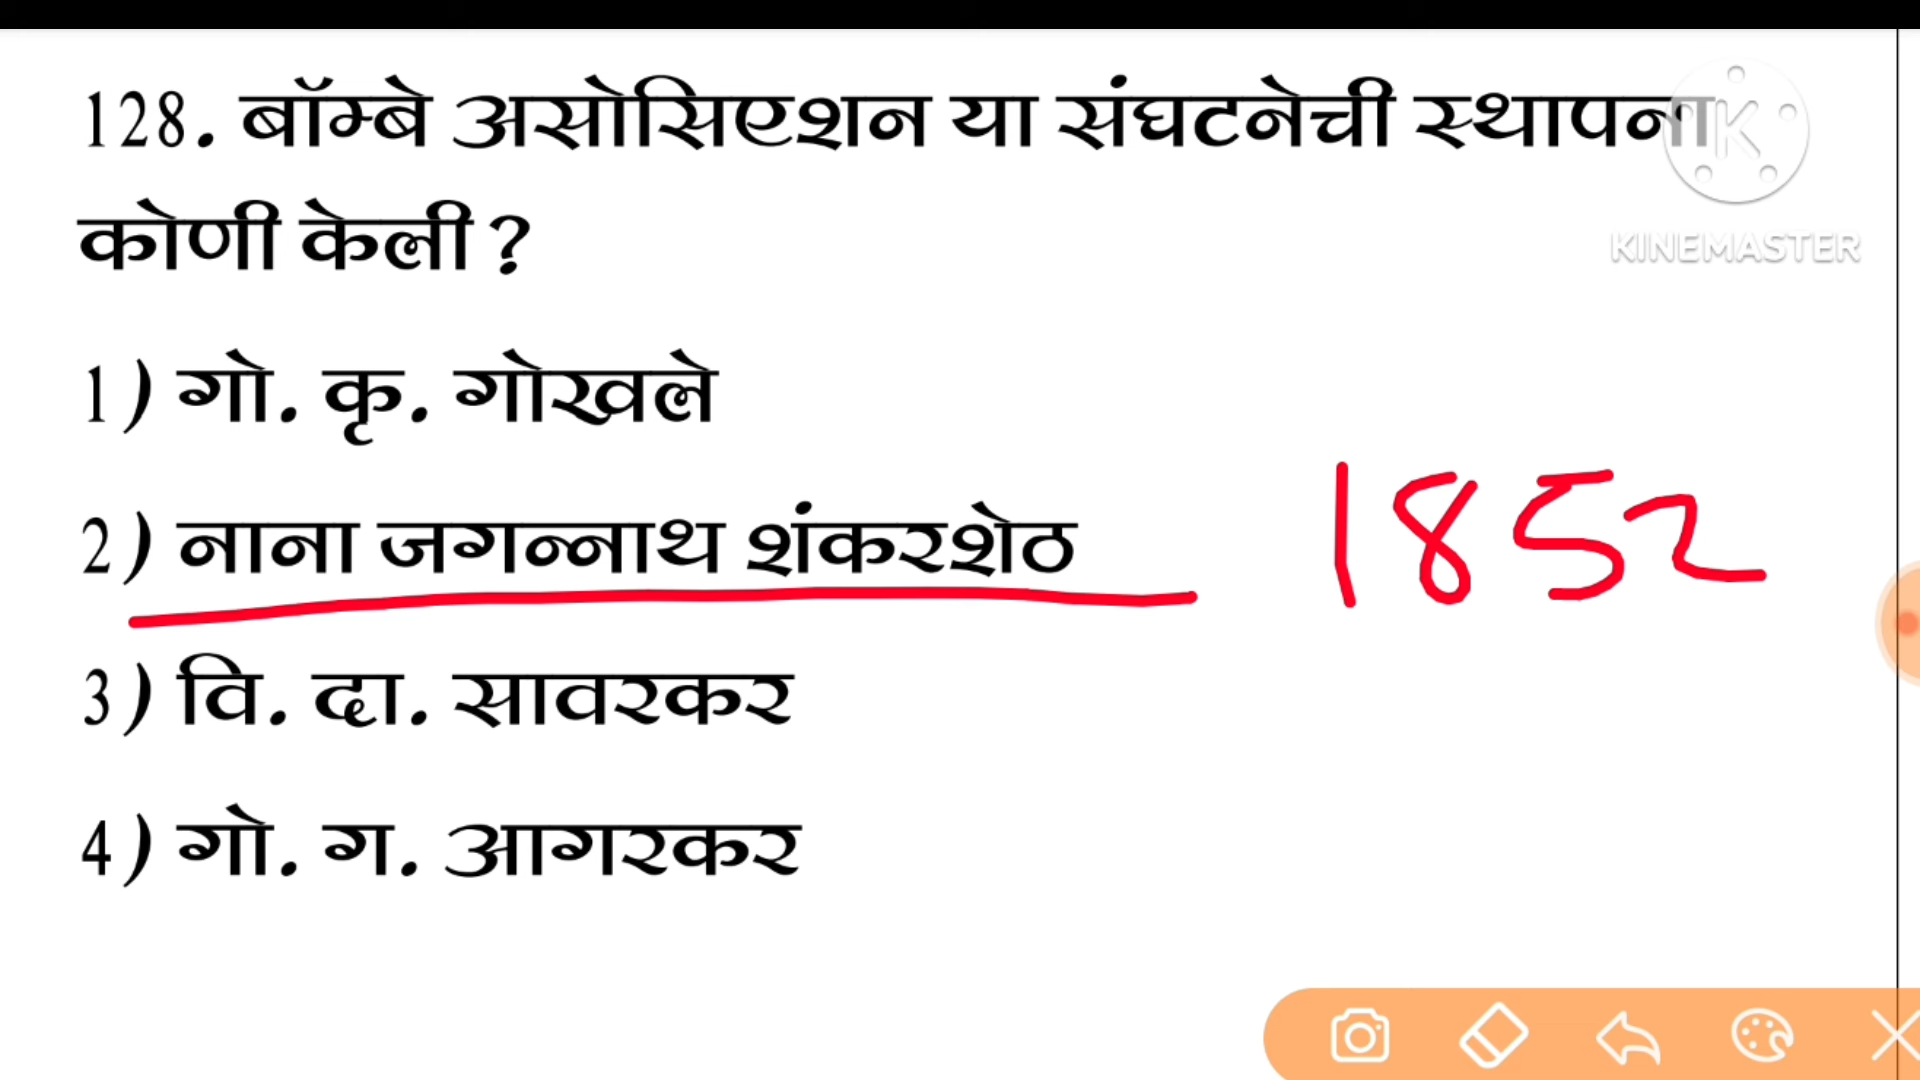 128. बॉम्बे असोसिएशन या संघटनेची स्थापना
कोणी केली?
KINEMASTER
1) गो. कृ. गोखले
2) नाना जगन्नाथ शंकरशेठ
1852
3) वि. दा. सावरकर
4) गो. ग. आगरकर